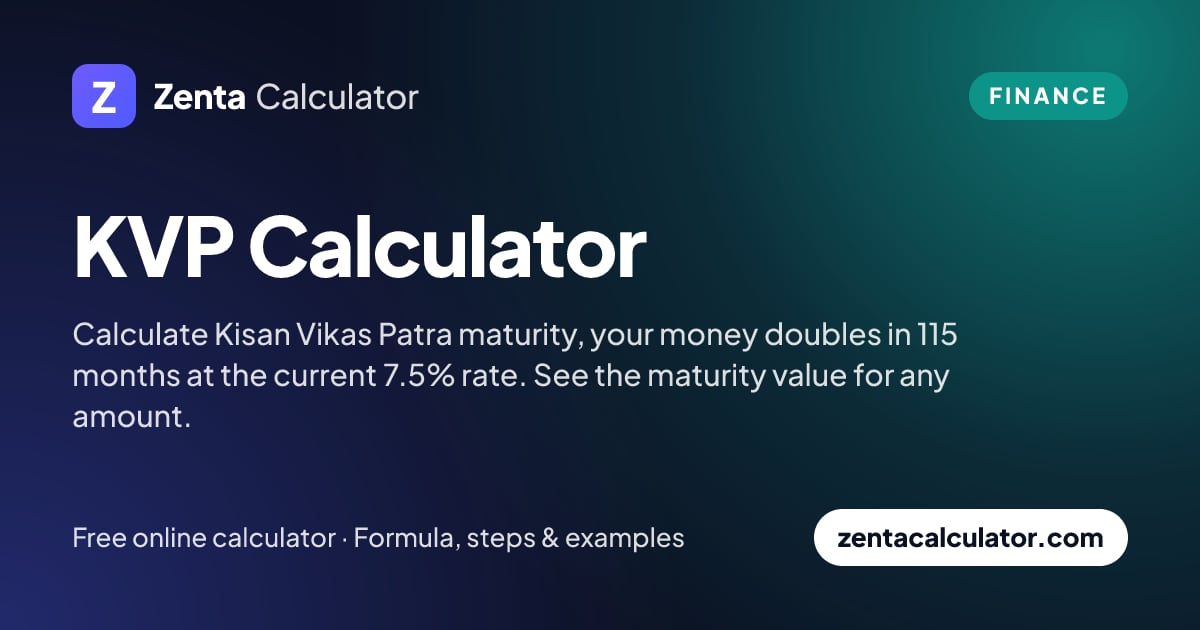 Z
Zenta Calculator
FINANCE
KVP Calculator
Calculate Kisan Vikas Patra maturity, your money doubles in 115
months at the current 7.5% rate. See the maturity value for any
amount.
Free online calculator · Formula, steps & examples
zentacalculator.com